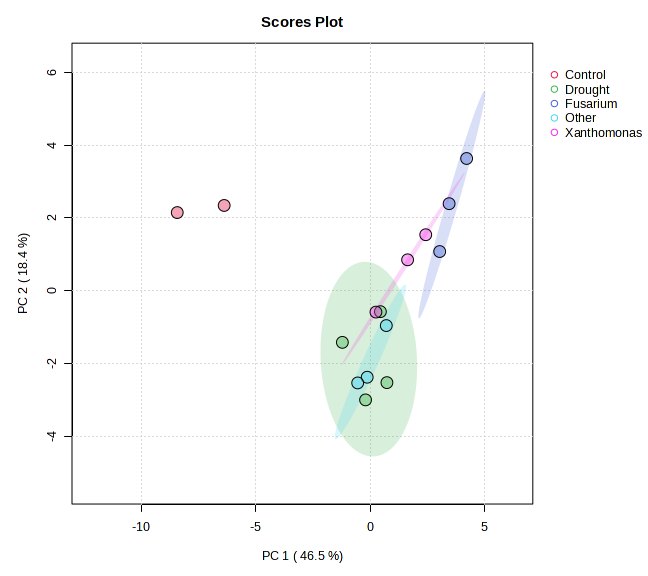 Scores Plot
6
4
2
0
-2
-4
PC 2 ( 18.4 %)
-10
-5
0
5
PC 1 ( 46.5 %)
Control
Drought
Fusarium
Other
Xanthomonas